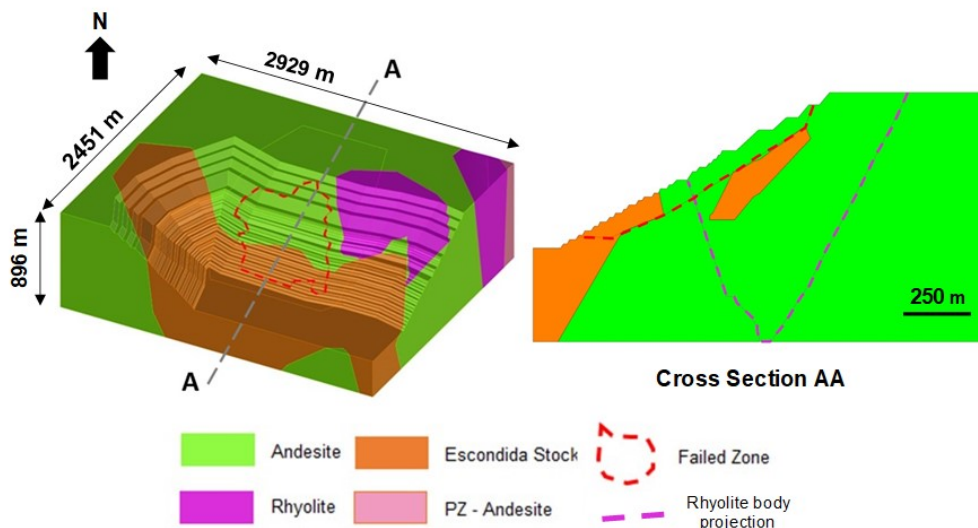 N
2929 m
A
2451 m
896 m
A
250 m
Cross Section AA
Andesite
Escondida Stock
Failed Zone
Rhyolite
PZ - Andesite
Rhyolite body
projection